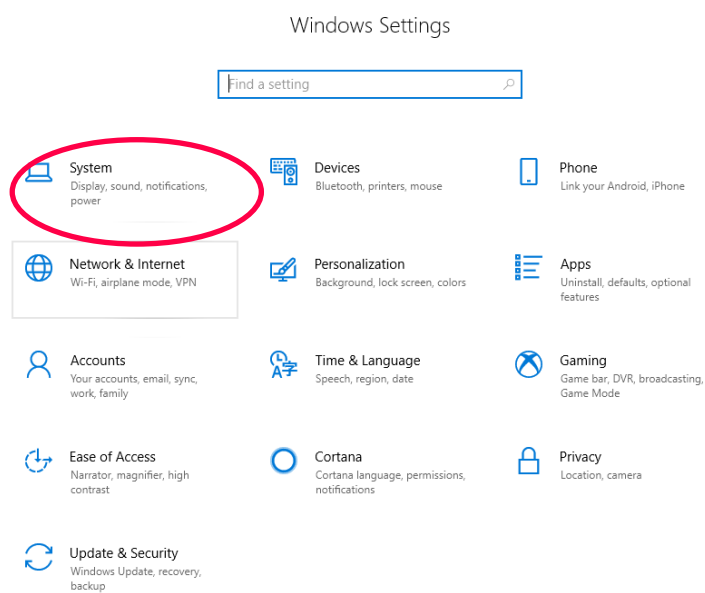 Windows Settings
Find a setting
System
Display, sound, notifications,
power
Devices
Bluetooth, printers, mouse
Phone
Link your Android, iPhone
Network & Internet
Wi-Fi, airplane mode, VPN
Personalization
Background, lock screen, colors
Apps
Uninstall, defaults, optional
features
Accounts
Your accounts, email, sync,
work, family
Time & Language
Speech, region, date
Gaming
Game bar, DVR, broadcasting,
Game Mode
Ease of Access
Narrator, magnifier, high
contrast
Cortana
Cortana language, permissions,
notifications
Privacy
Location, camera
Update & Security
Windows Update, recovery,
backup